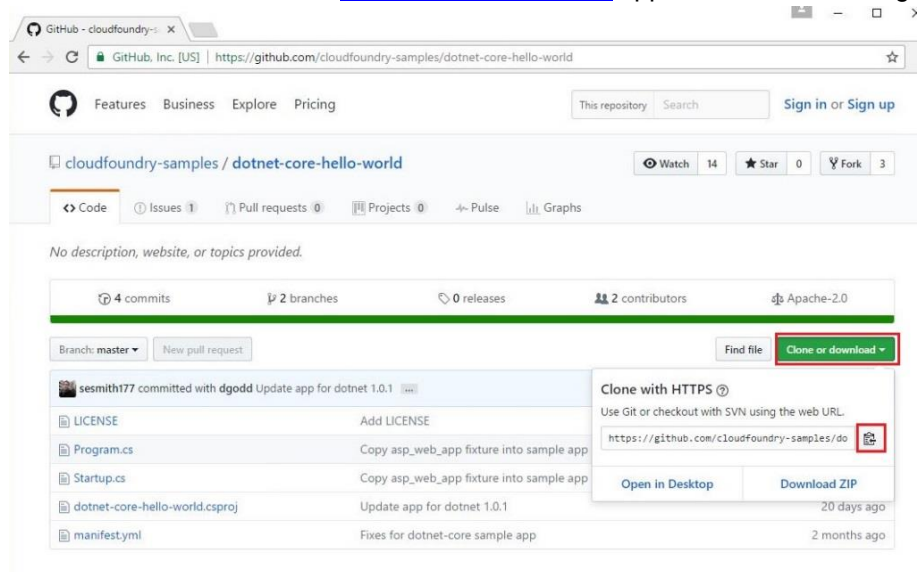 GitHub - cloudfoundry-s
GitHub, Inc. [US] | https://github.com/cloudfoundry-samples/dotnet-core-hello-world
Features Business Explore Pricing This repository Search Sign in or Sign up
cloudfoundry-samples / dotnet-core-hello-world Watch 14 Star 0 Fork 3
Code Issues 1 Pull requests 0 Projects 0 Pulse Graphs
No description, website, or topics provided.
4 commits 2 branches 0 releases 2 contributors Apache-2.0
Branch: master New pull request Find file Clone or download
sesmith177 committed with dgodd Update app for dotnet 1.0.1 ...
Clone with HTTPS
Use Git or checkout with SVN using the web URL.
https://github.com/cloudfoundry-samples/do
Open in Desktop Download ZIP
LICENSE Add LICENSE
Program.cs Copy asp_web_app fixture into sample app
Startup.cs Copy asp_web_app fixture into sample app
dotnet-core-hello-world.csproj Update app for dotnet 1.0.1 20 days ago
manifest.yml Fixes for dotnet-core sample app 2 months ago